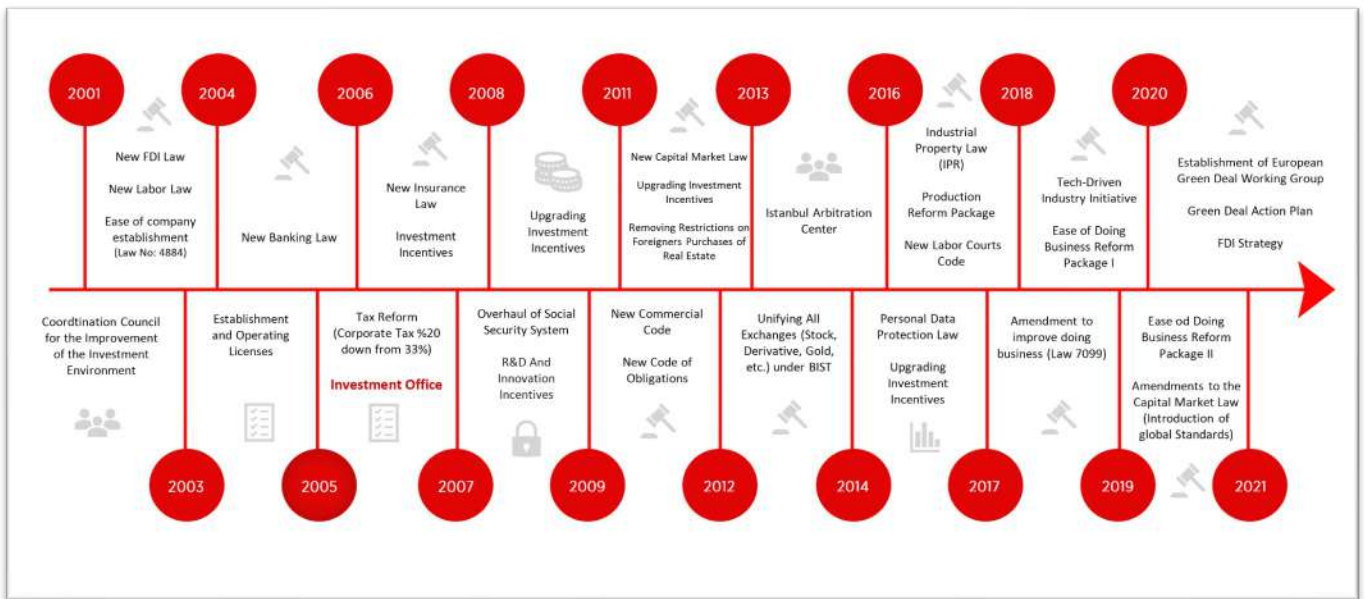 2001
2004
2006
2008
2011
2013
2016
2018
2020
New FDI Law
New Labor Law
Ease of company
establishment
(Law No: 4884)
New Banking Law
New Insurance
Law
Investment
Incentives
Upgrading
Investment
Incentives
New Capital Market Law
Upgrading Investment
Incentives
Removing Restrictions on
Foreigners Purchases of
Real Estate
Istanbul Arbitration
Center
Industrial
Property Law
(IPR)
Production
Reform Package
New Labor Courts
Code
Tech-Driven
Industry Initiative
Ease of Doing
Business Reform
Package I
Establishment of European
Green Deal Working Group
Green Deal Action Plan
FDI Strategy
Coordtination Council
for the Improvement
of the Investment
Environment
Establishment
and Operating
Licenses
Tax Reform
(Corporate Tax %20
down from 33%)
Investment Office
Overhaul of Social
Security System
R&D And
Innovation
Incentives
New Commercial
Code
New Code of
Obligations
Unifying All
Exchanges (Stock,
Derivative, Gold,
etc.) under BIST
Personal Data
Protection Law
Upgrading
Investment
Incentives
Amendment to
improve doing
business (Law 7099)
Ease od Doing
Business Reform
Package II
Amendments to the
Capital Market Law
(Introduction of
global Standards)
2003
2005
2007
2009
2012
2014
2017
2019
2021